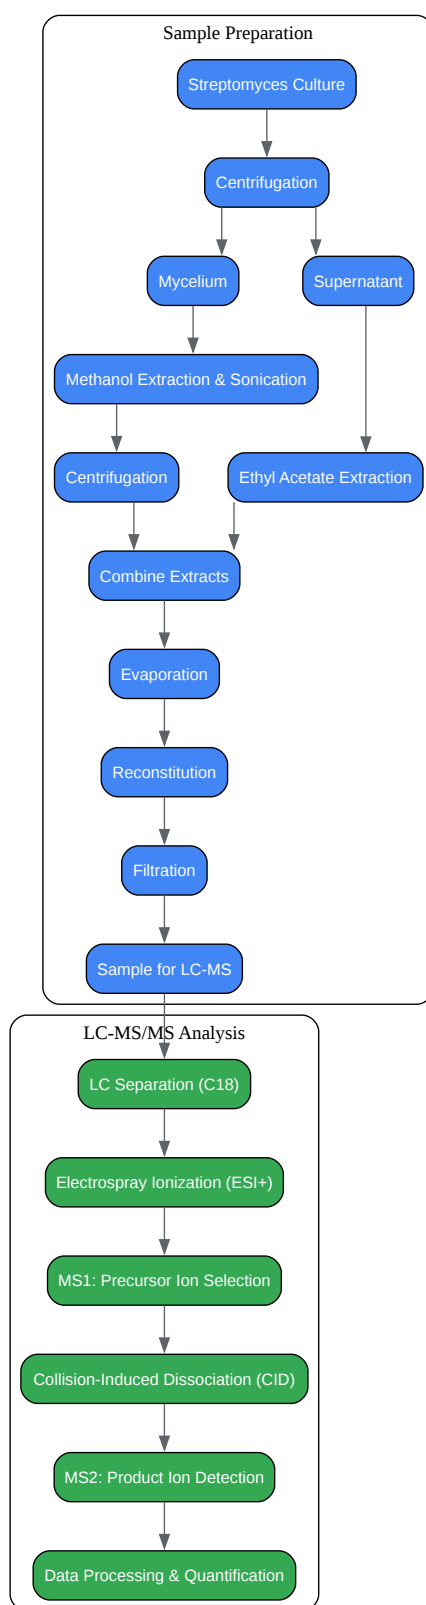 Sample Preparation
Streptomyces Culture
Centrifugation
Mycelium
Supernatant
Methanol Extraction & Sonication
Centrifugation
Ethyl Acetate Extraction
Combine Extracts
Evaporation
Reconstitution
Filtration
Sample for LC-MS
LC-MS/MS Analysis
LC Separation (C18)
Electrospray Ionization (ESI+)
MS1: Precursor Ion Selection
Collision-Induced Dissociation (CID)
MS2: Product Ion Detection
Data Processing & Quantification